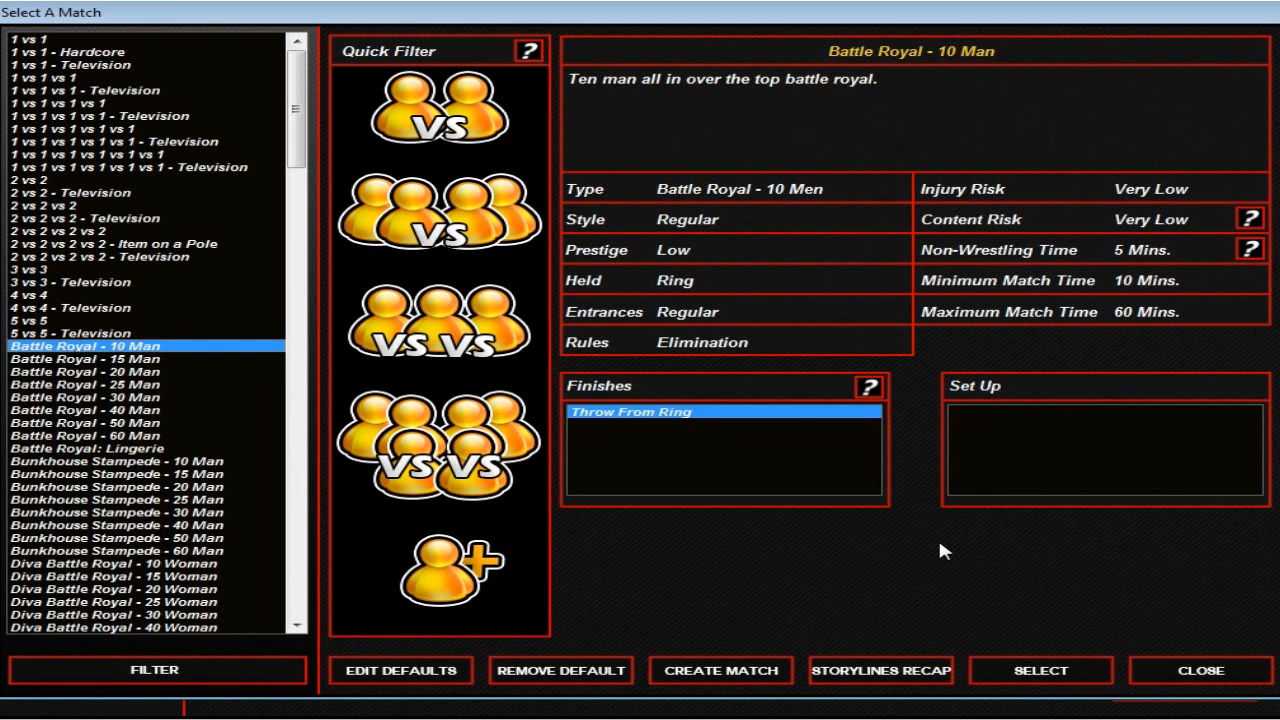 Select A Match
1 vs 1
1 vs 1 - Hardcore
1 vs 1 - Television
1 vs 1 vs 1
1 vs 1 vs 1 - Television
1 vs 1 vs 1 vs 1
1 vs 1 vs 1 vs 1 - Television
1 vs 1 vs 1 vs 1 vs 1
1 vs 1 vs 1 vs 1 vs 1 - Television
1 vs 1 vs 1 vs 1 vs 1 vs 1
1 vs 1 vs 1 vs 1 vs 1 vs 1 - Television
2 vs 2
2 vs 2 - Television
2 vs 2 vs 2
2 vs 2 vs 2 - Television
2 vs 2 vs 2 vs 2
2 vs 2 vs 2 vs 2 - Item on a Pole
2 vs 2 vs 2 vs 2 - Television
3 vs 3
3 vs 3 - Television
4 vs 4
4 vs 4 - Television
5 vs 5
5 vs 5 - Television
Battle Royal - 10 Man
Battle Royal - 15 Man
Battle Royal - 20 Man
Battle Royal - 25 Man
Battle Royal - 30 Man
Battle Royal - 40 Man
Battle Royal - 50 Man
Battle Royal - 60 Man
Battle Royal: Lingerie
Bunkhouse Stampede - 10 Man
Bunkhouse Stampede - 15 Man
Bunkhouse Stampede - 20 Man
Bunkhouse Stampede - 25 Man
Bunkhouse Stampede - 30 Man
Bunkhouse Stampede - 40 Man
Bunkhouse Stampede - 50 Man
Bunkhouse Stampede - 60 Man
Diva Battle Royal - 10 Woman
Diva Battle Royal - 15 Woman
Diva Battle Royal - 20 Woman
Diva Battle Royal - 25 Woman
Diva Battle Royal - 30 Woman
Diva Battle Royal - 40 Woman
FILTER
Quick Filter ?
VS
VS
VS VS
VS VS
Battle Royal - 10 Man
Ten man all in over the top battle royal.
Type Battle Royal - 10 Men Injury Risk Very Low
Style Regular Content Risk Very Low ?
Prestige Low Non-Wrestling Time 5 Mins. ?
Held Ring Minimum Match Time 10 Mins.
Entrances Regular Maximum Match Time 60 Mins.
Rules Elimination
Finishes ? Set Up
Throw From Ring
EDIT DEFAULTS REMOVE DEFAULT CREATE MATCH STORYLINES RECAP SELECT CLOSE